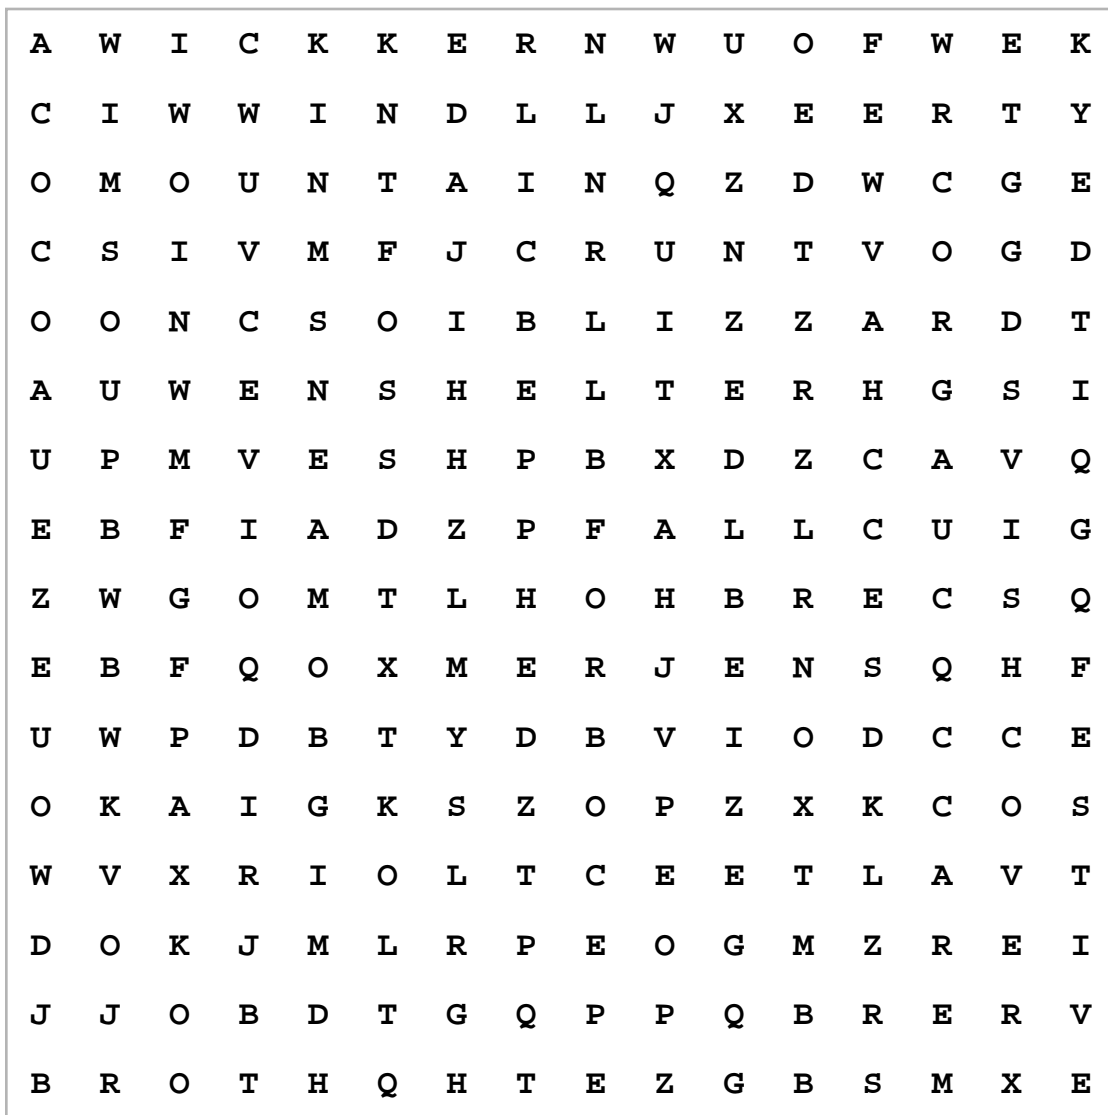 A W I C K K E R N W U O F W E K
C I W W I N D L L J X E E R T Y
O M O U N T A I N Q Z D W C G E
C S I V M F J C R U N T V O G D
O O N C S O I B L I Z Z A R D T
A U W E N S H E L T E R H G S I
U P M V E S H P B X D Z C A V Q
E B F I A D Z P F A L L C U I G
Z W G O M T L H O H B R E C S Q
E B F Q O X M E R J E N S Q H F
U W P D B T Y D B V I O D C C E
O K A I G K S Z O P Z X K C O S
W V X R I O L T C E E T L A V T
D O K J M L R P E O G M Z R E I
J J O B D T G Q P P Q B R E R V
B R O T H Q H T E Z G B S M X E